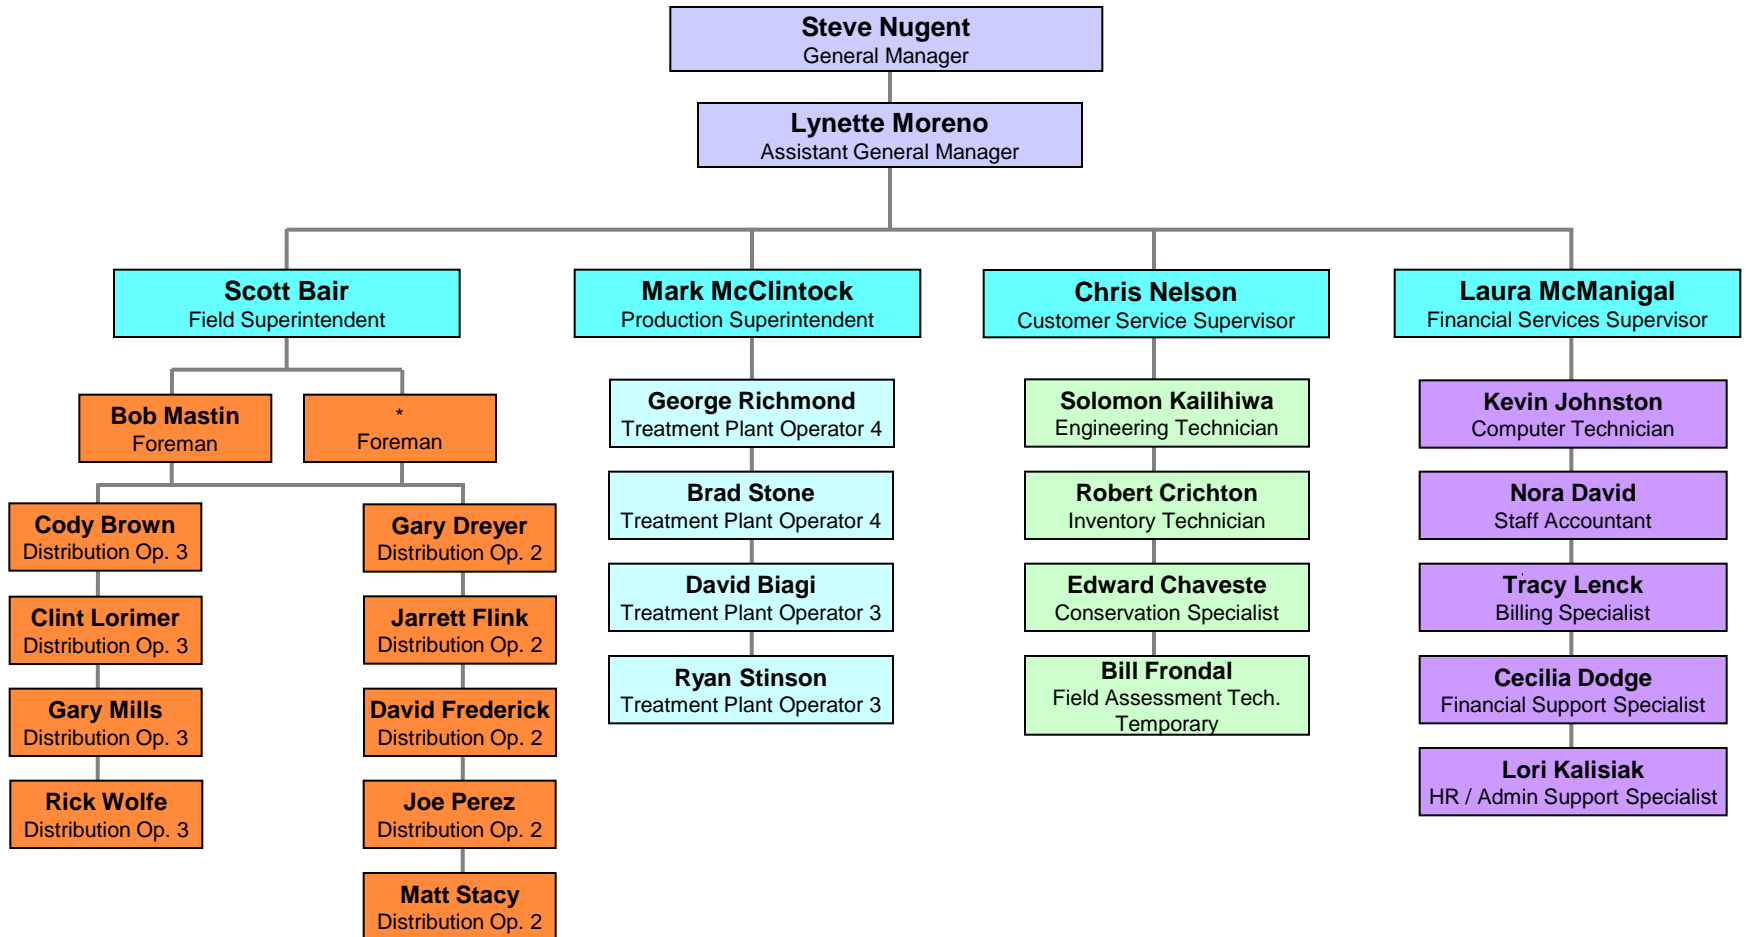 Steve Nugent
General Manager
Lynette Moreno
Assistant General Manager
Scott Bair
Field Superintendent
Mark McClintock
Production Superintendent
Chris Nelson
Customer Service Supervisor
Laura McManigal
Financial Services Supervisor
Bob Mastin
Foreman
*
Foreman
Cody Brown
Distribution Op. 3
Clint Lorimer
Distribution Op. 3
Gary Mills
Distribution Op. 3
Rick Wolfe
Distribution Op. 3
Gary Dreyer
Distribution Op. 2
Jarrett Flink
Distribution Op. 2
David Frederick
Distribution Op. 2
Joe Perez
Distribution Op. 2
Matt Stacy
Distribution Op. 2
George Richmond
Treatment Plant Operator 4
Brad Stone
Treatment Plant Operator 4
David Biagi
Treatment Plant Operator 3
Ryan Stinson
Treatment Plant Operator 3
Solomon Kailihiwa
Engineering Technician
Robert Crichton
Inventory Technician
Edward Chaveste
Conservation Specialist
Bill Frondal
Field Assessment Tech.
Temporary
Kevin Johnston
Computer Technician
Nora David
Staff Accountant
Tracy Lenck
Billing Specialist
Cecilia Dodge
Financial Support Specialist
Lori Kalisiak
HR / Admin Support Specialist